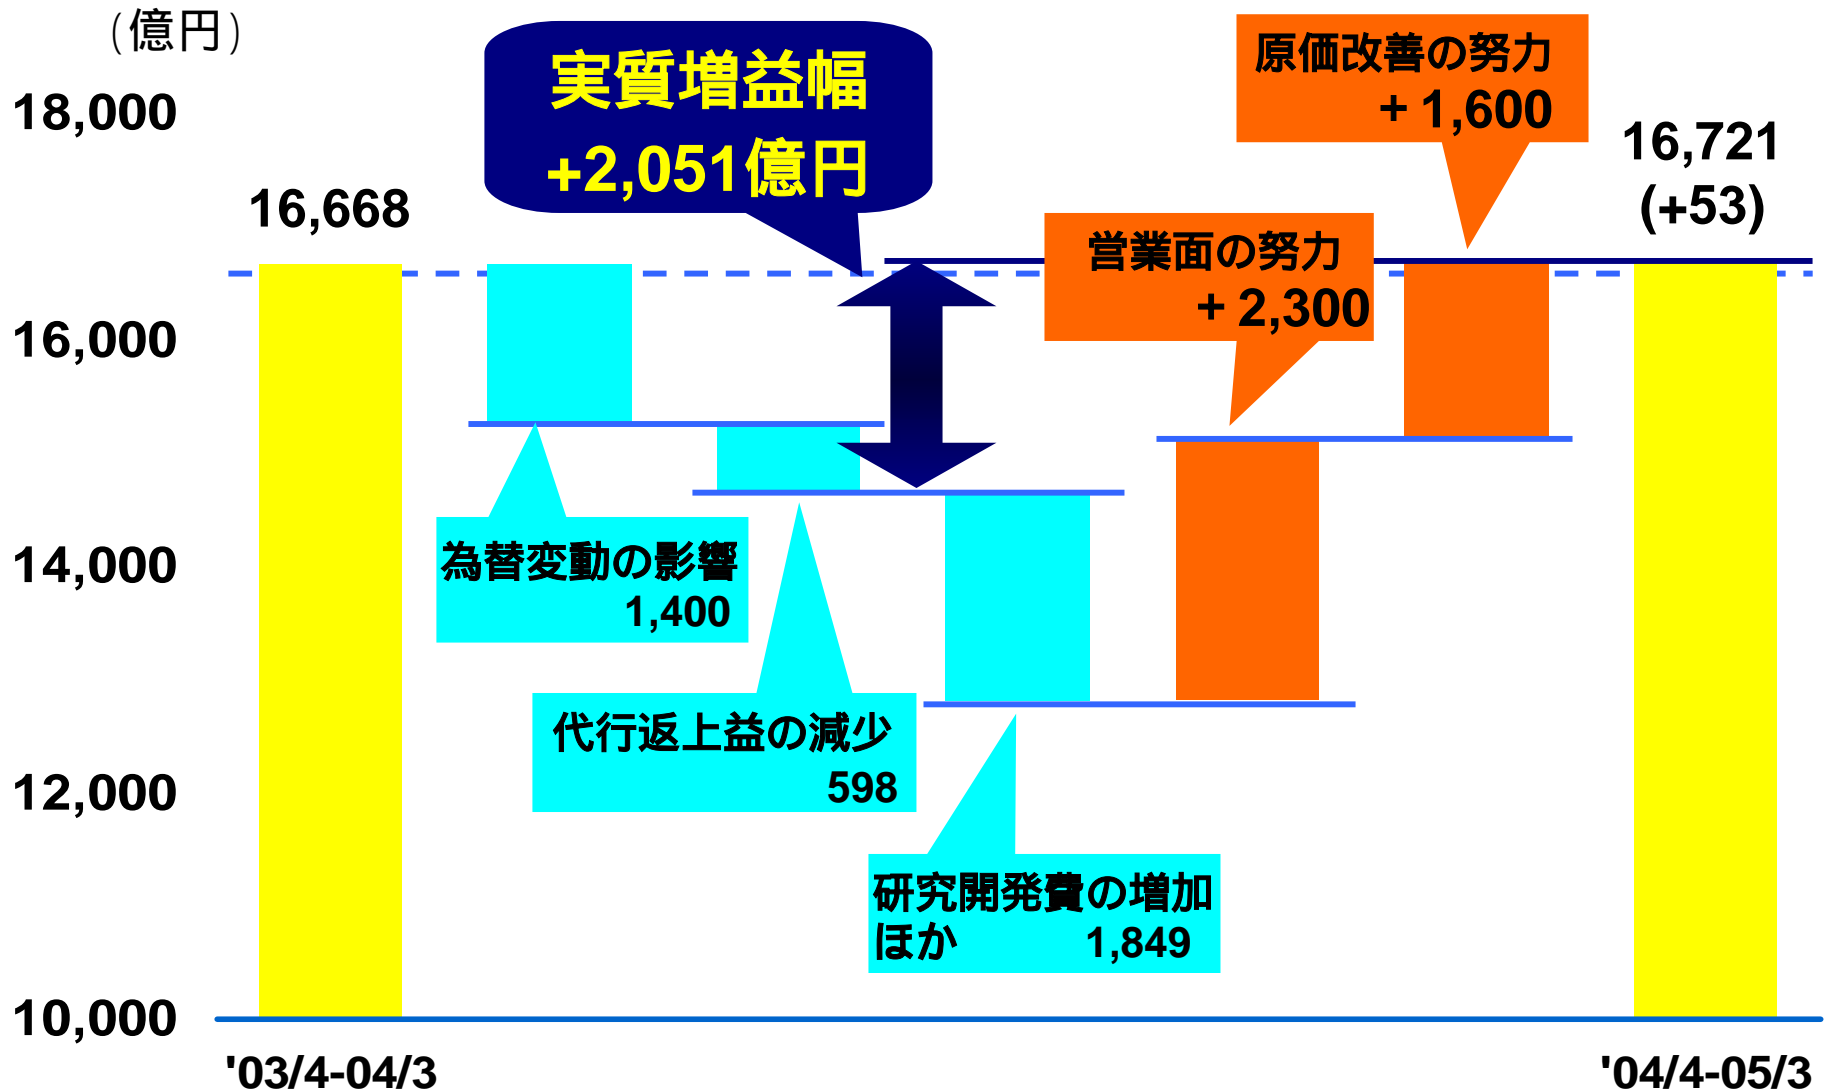 (億円)
18,000
16,000
14,000
12,000
10,000
16,668
実質増益幅
+2,051億円
原価改善の努力
+ 1,600
16,721
(+53)
営業面の努力
+ 2,300
為替変動の影響
1,400
代行返上益の減少
598
研究開発費の増加
ほか 1,849
'03/4-04/3
'04/4-05/3